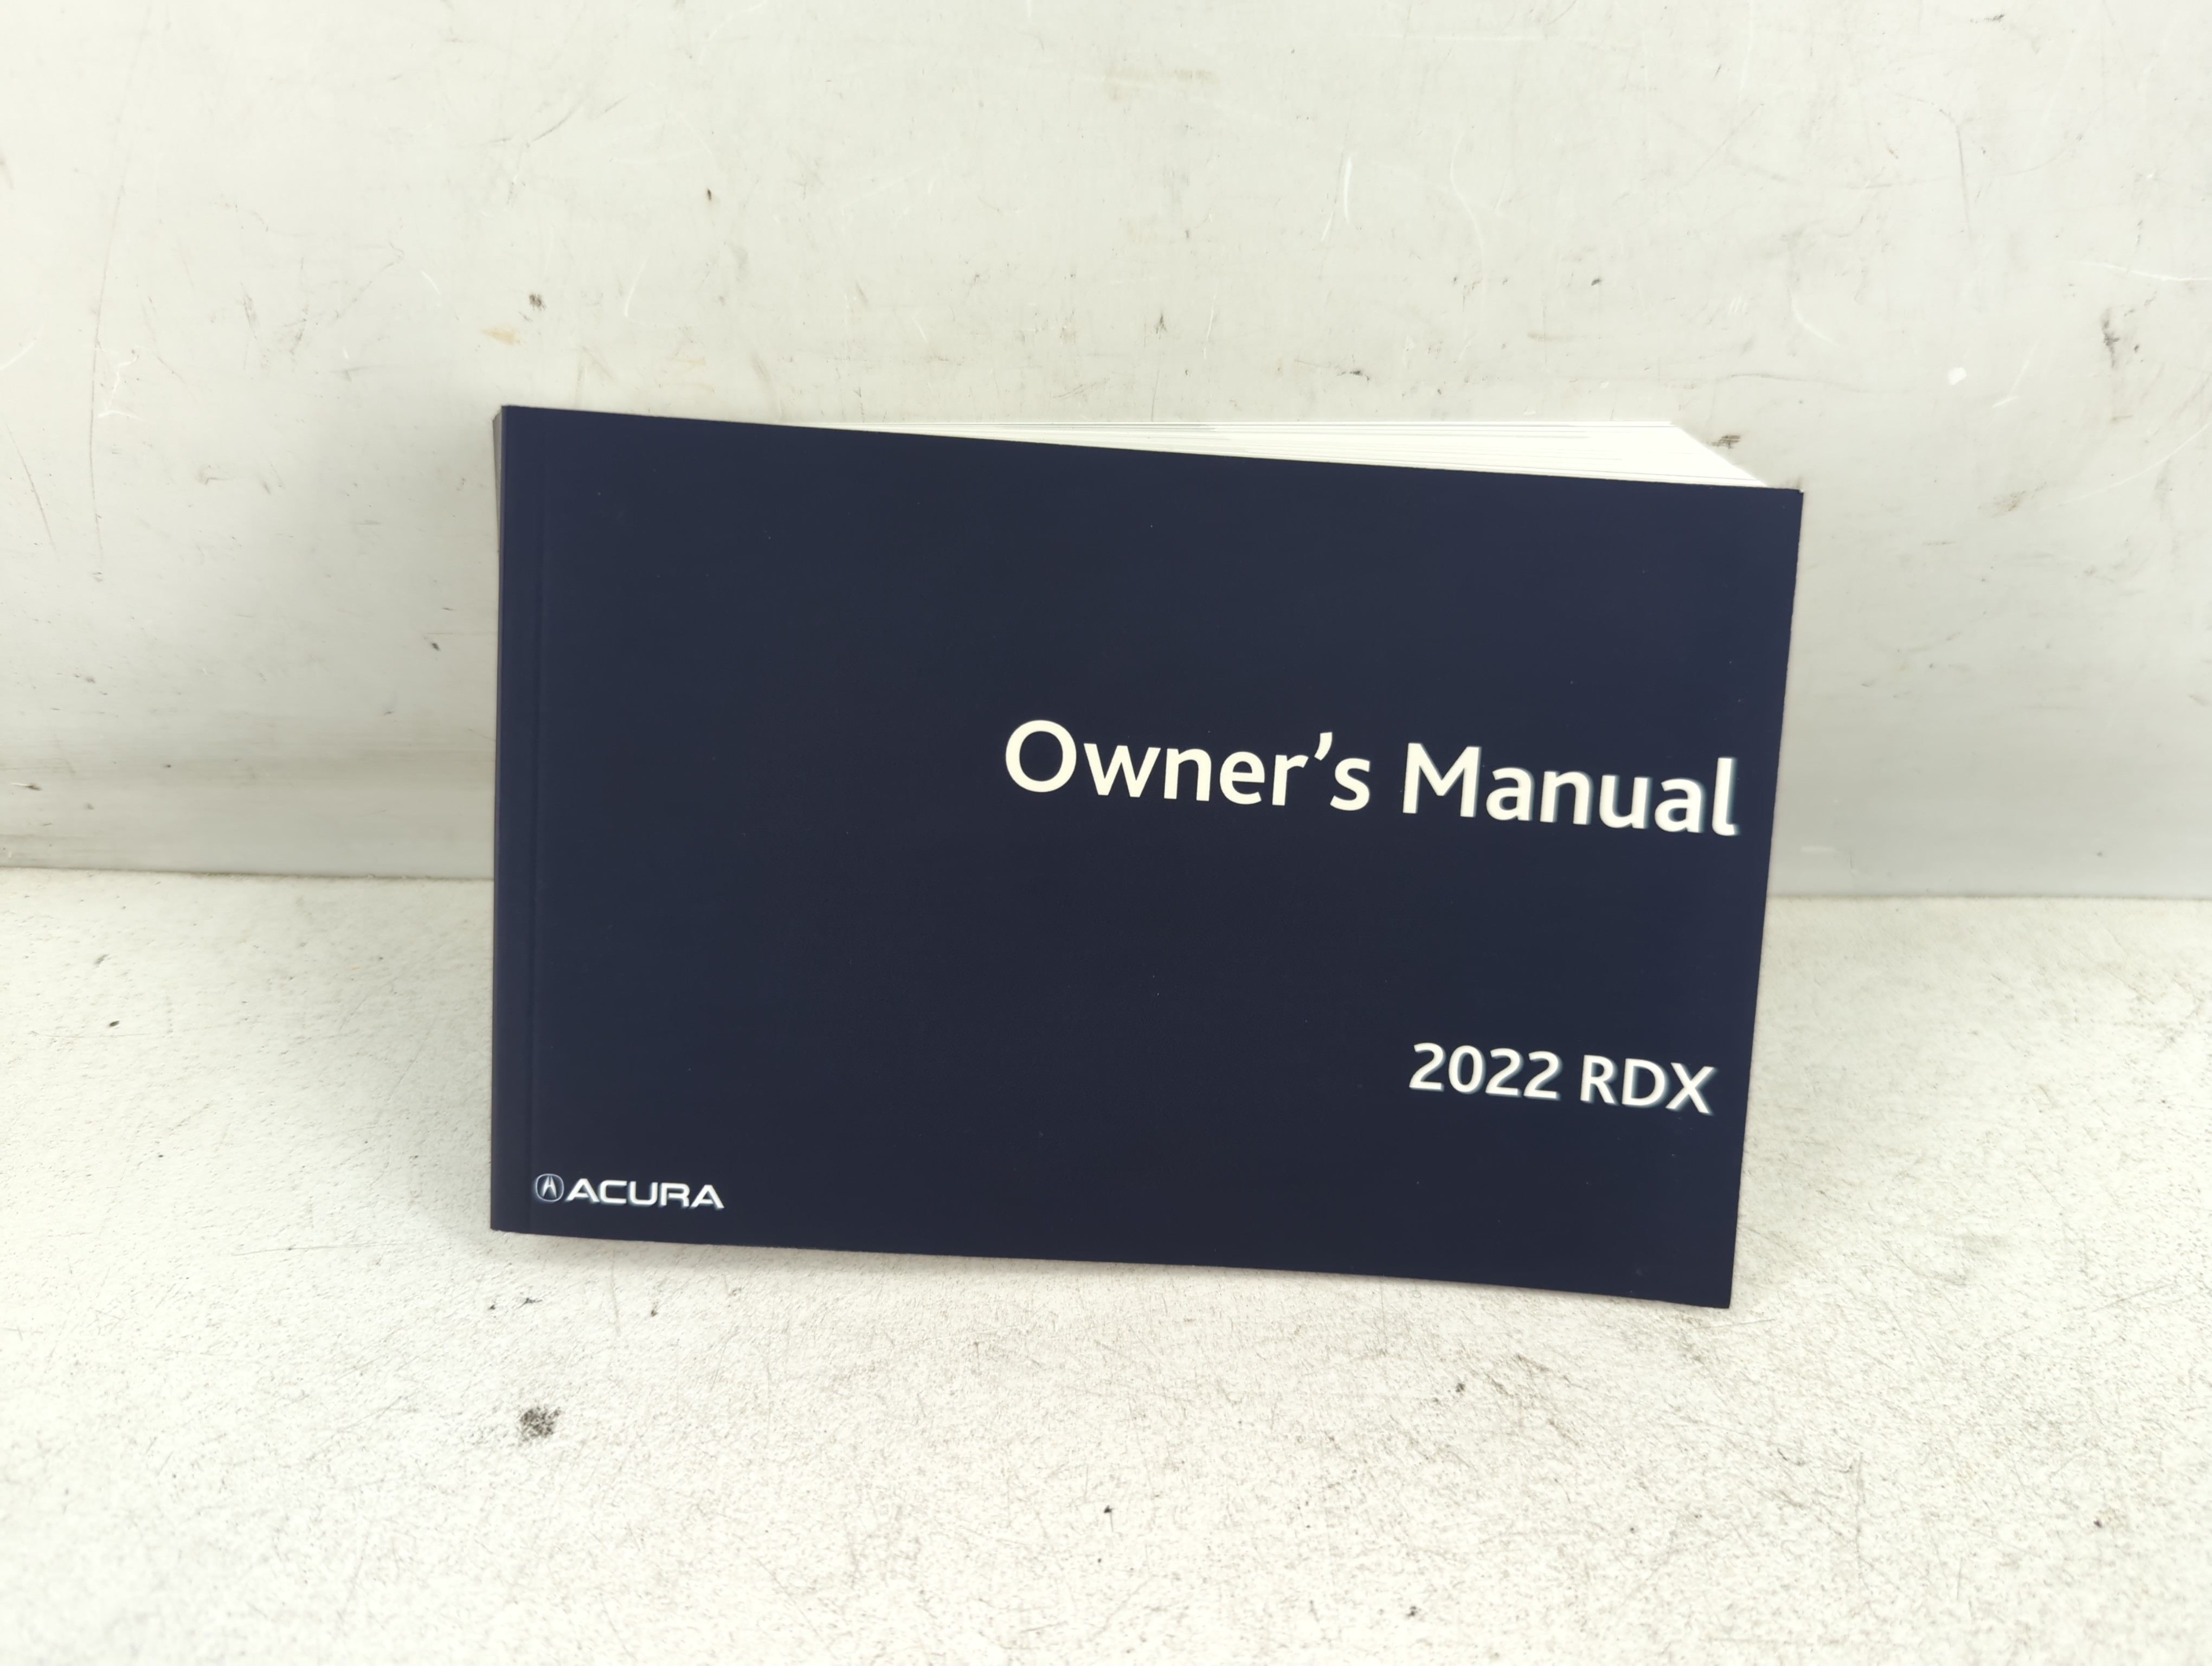 Owner’s Manual
2022 RDX
ACURA